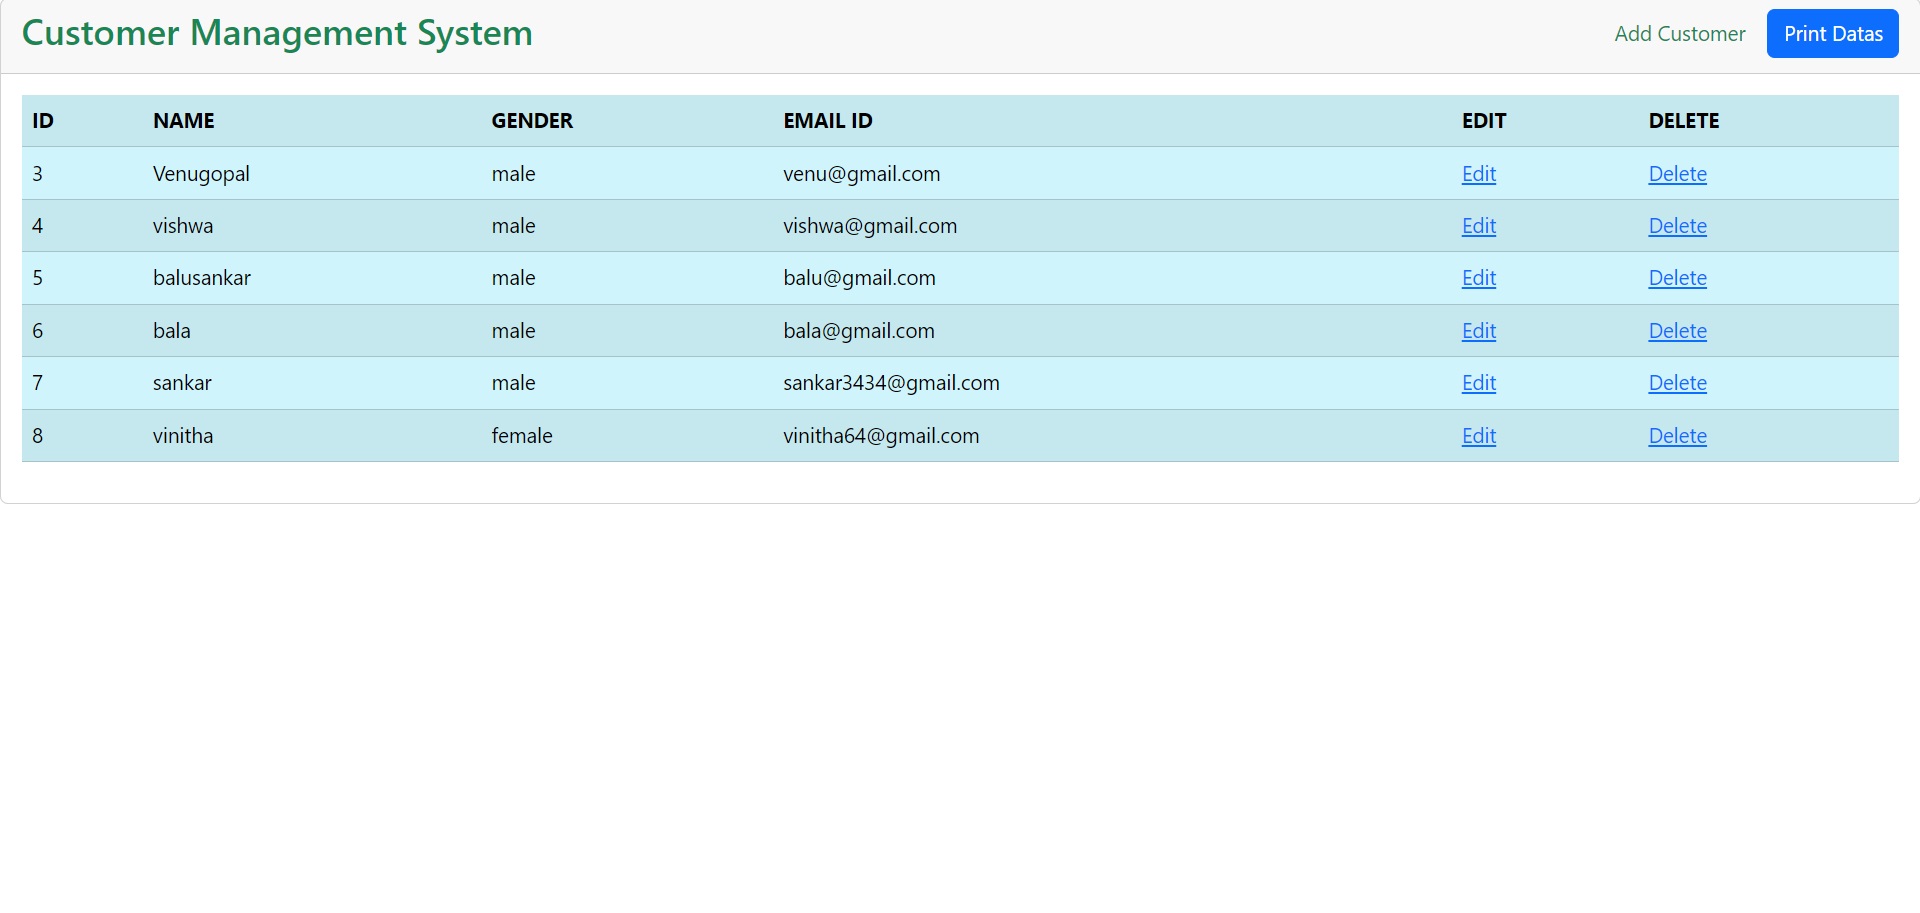 Customer Management System Add Customer Print Datas
ID NAME GENDER EMAIL ID EDIT DELETE
3 Venugopal male venu@gmail.com Edit Delete
4 vishwa male vishwa@gmail.com Edit Delete
5 balusankar male balu@gmail.com Edit Delete
6 bala male bala@gmail.com Edit Delete
7 sankar male sankar3434@gmail.com Edit Delete
8 vinitha female vinitha64@gmail.com Edit Delete